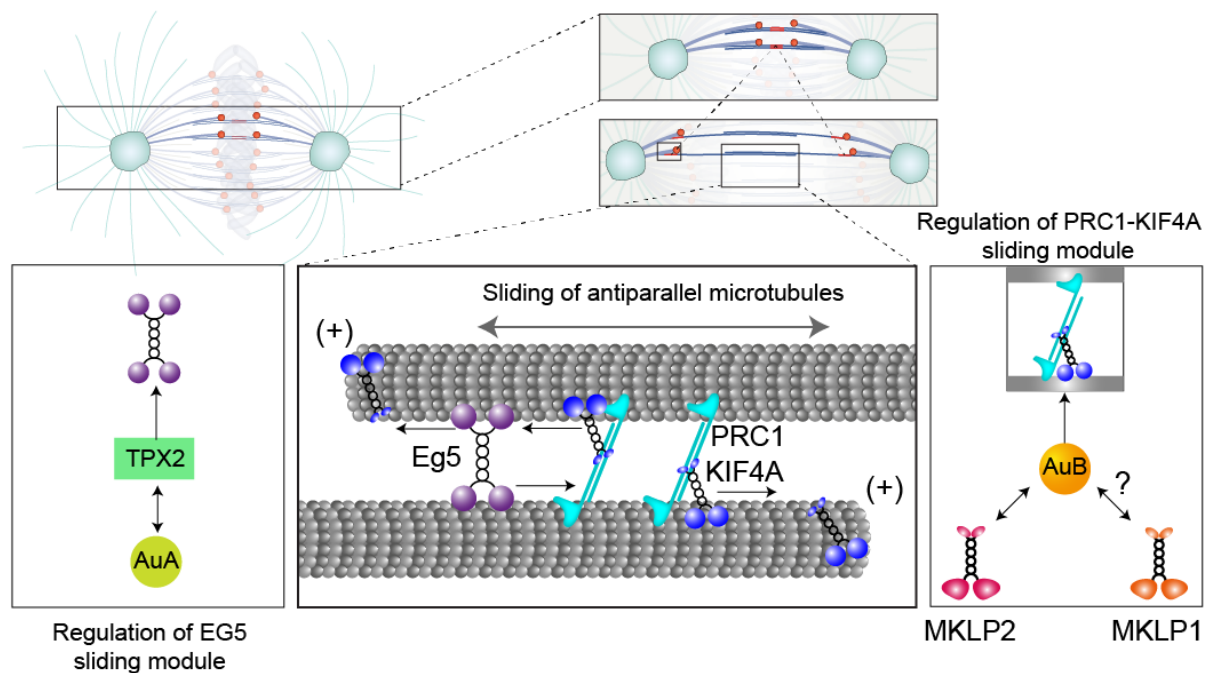 Regulation of PRC1-KIF4A
sliding module
Sliding of antiparallel microtubules
(+)
Eg5
PRC1
KIF4A
(+)
TPX2
AuA
AuB
?
MKLP2
MKLP1
Regulation of EG5
sliding module